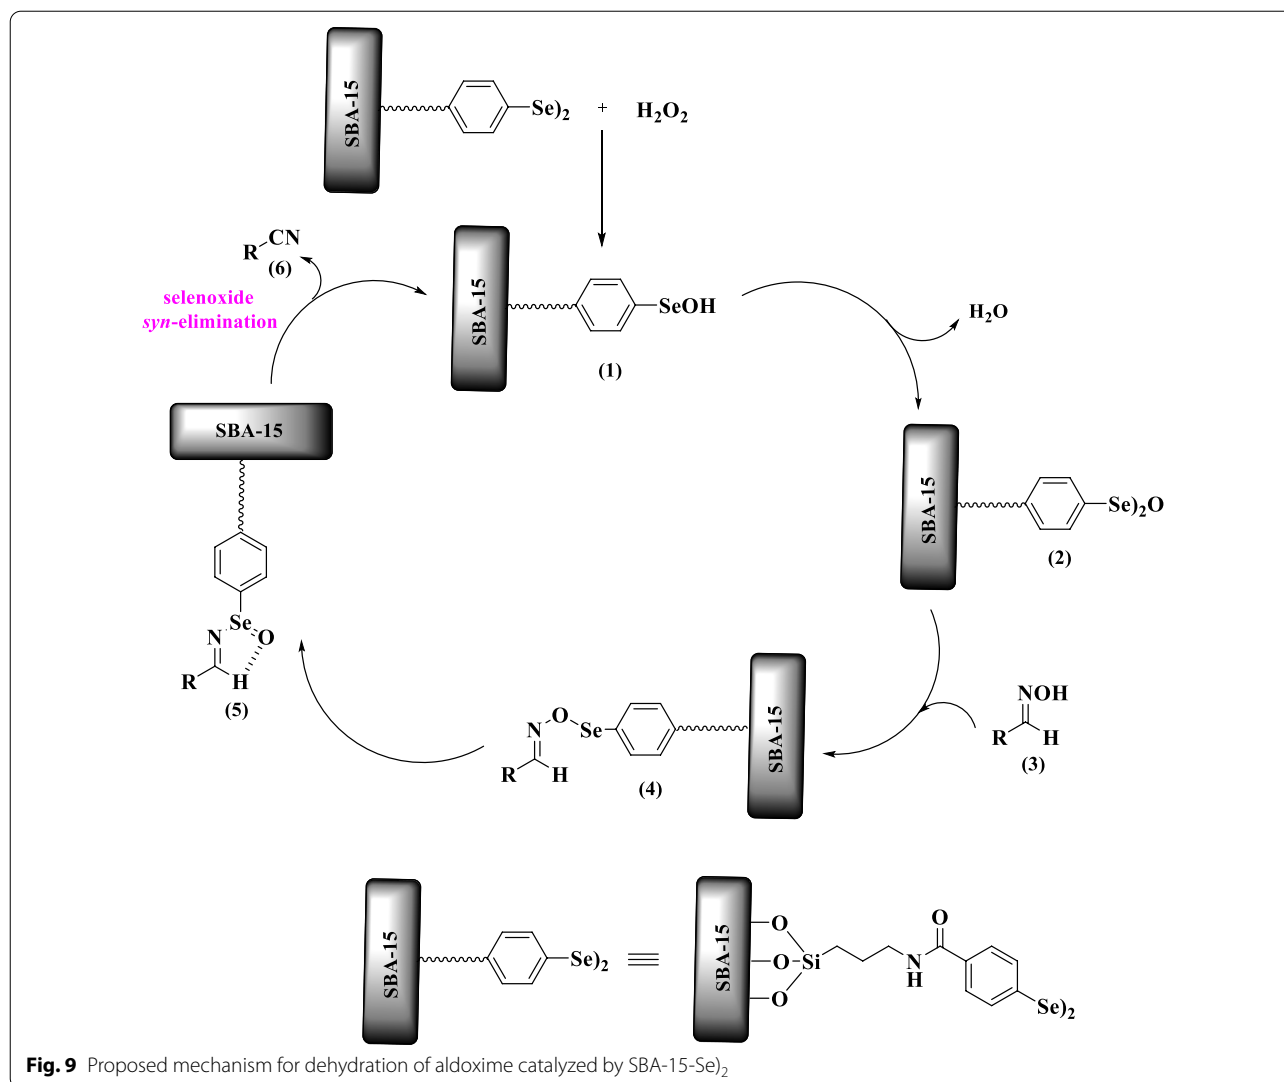 SBA-15
Se)₂
+
H₂O₂
R
CN
(6)
selenoxide
syn-elimination
SBA-15
SeOH
(1)
H₂O
SBA-15
Se
N
O
R
H
(5)
SBA-15
Se)₂O
(2)
NOH
R
H
(3)
O
N
Se
R
H
(4)
SBA-15
SBA-15
Se)₂
SBA-15
O
O
O
Si
N
H
O
Se)₂
Fig. 9 Proposed mechanism for dehydration of aldoxime catalyzed by SBA-15-Se)₂